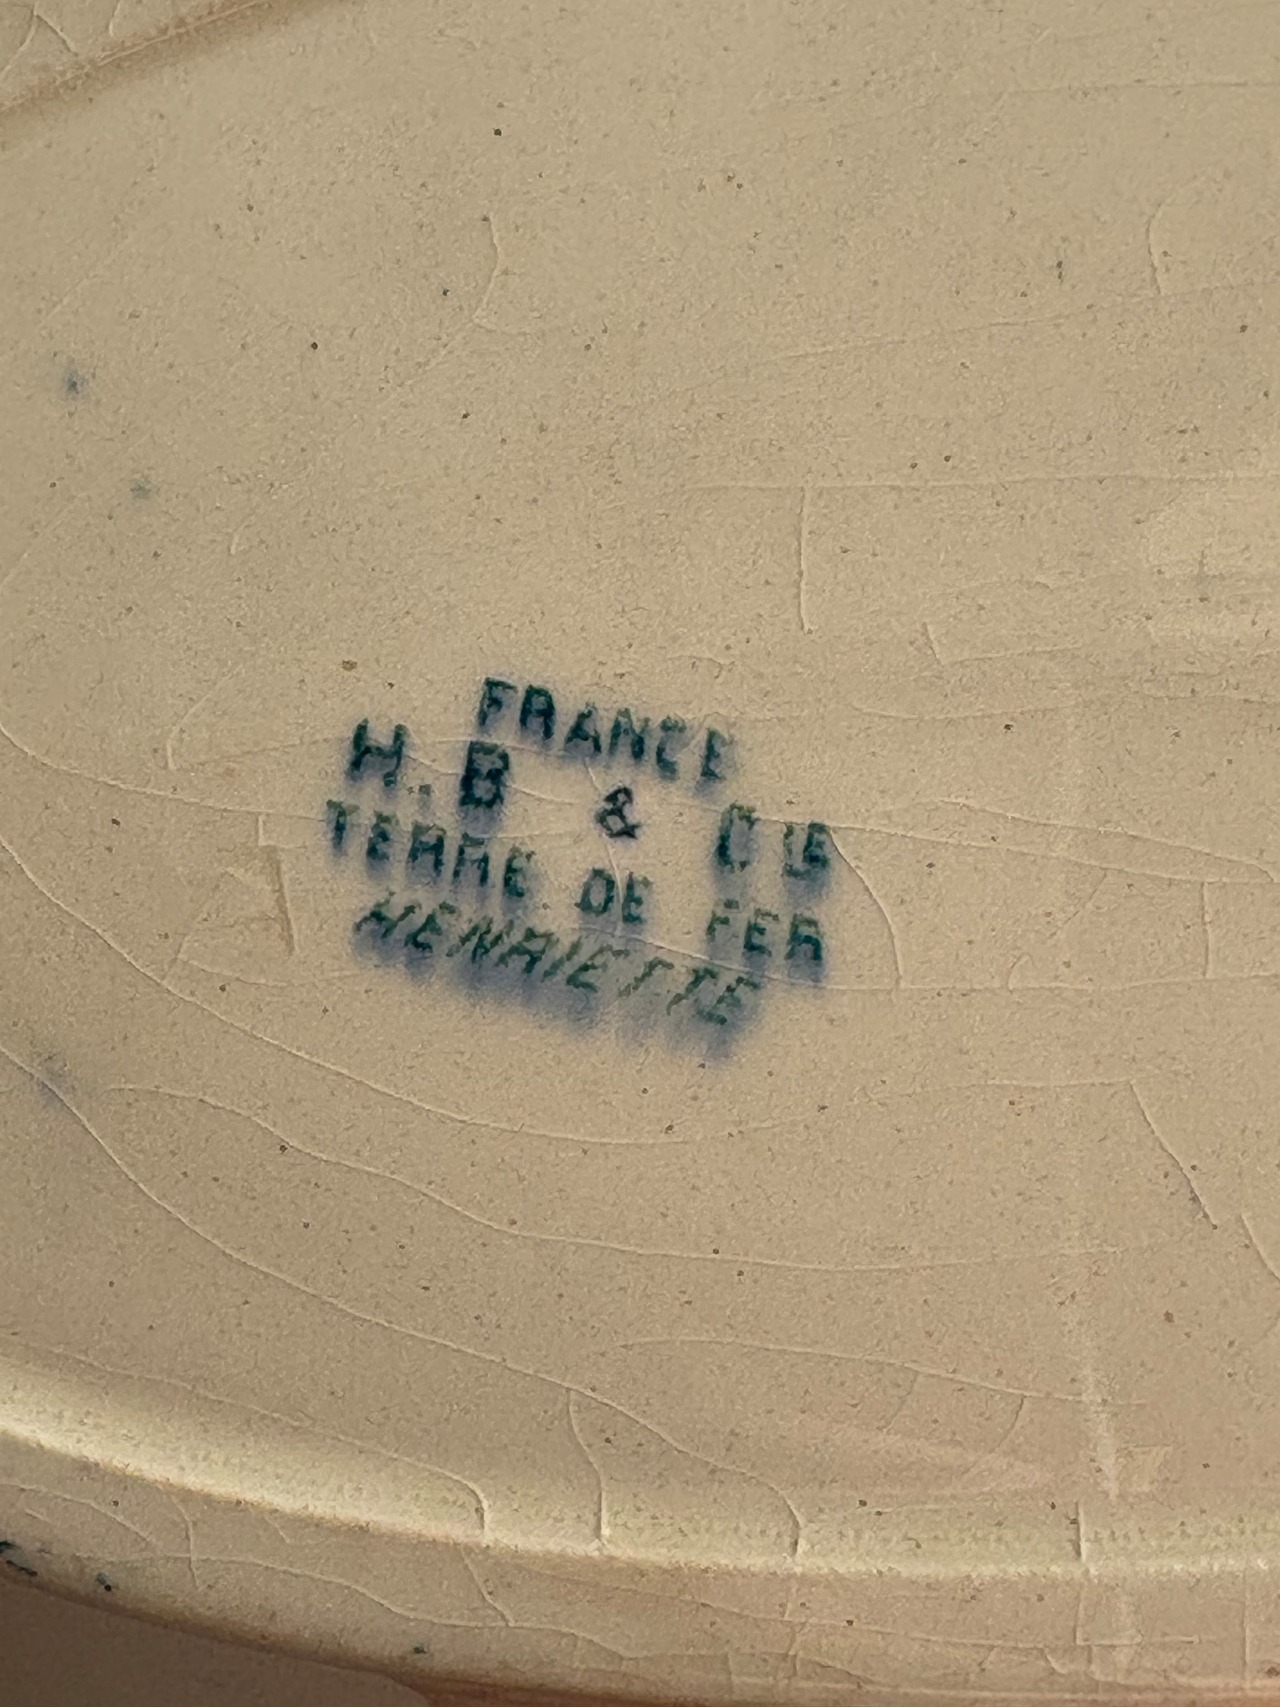 FRANCE
H. B & CIE
TERRE DE FER
HENRIETTE